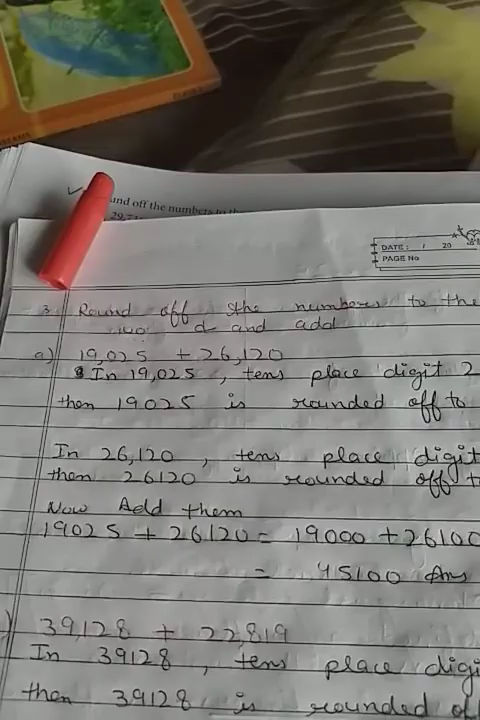 und off the numbers to th
DATE: / 20
PAGE No
3. Round off the numbers to the
and add
a) 19,025 + 26,120
In 19,025, tens place digit 2
then 19025 is rounded off to
In 26,120, tens place digit
then 26120 is rounded off t
Now Add them
19025 + 26120 = 19000 + 26100
= 45100 Ans
) 39,128 + 22,819
In 39128, tens place digi
then 39128 is rounded of